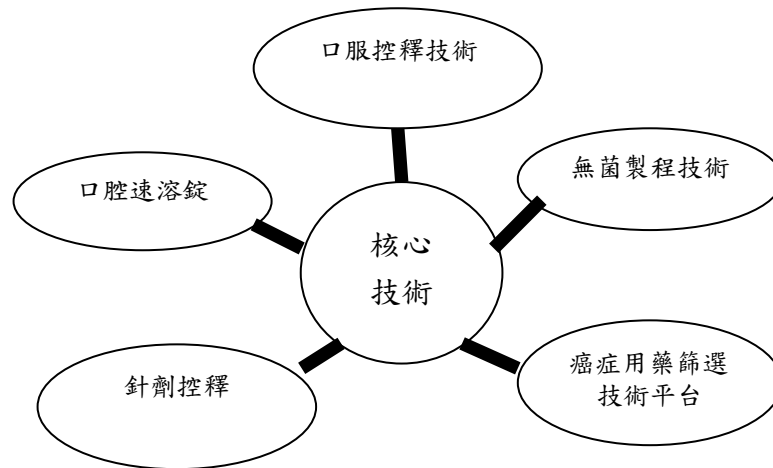 口服控釋技術
無菌製程技術
口腔速溶錠
核心
技術
針劑控釋
癌症用藥篩選
技術平台